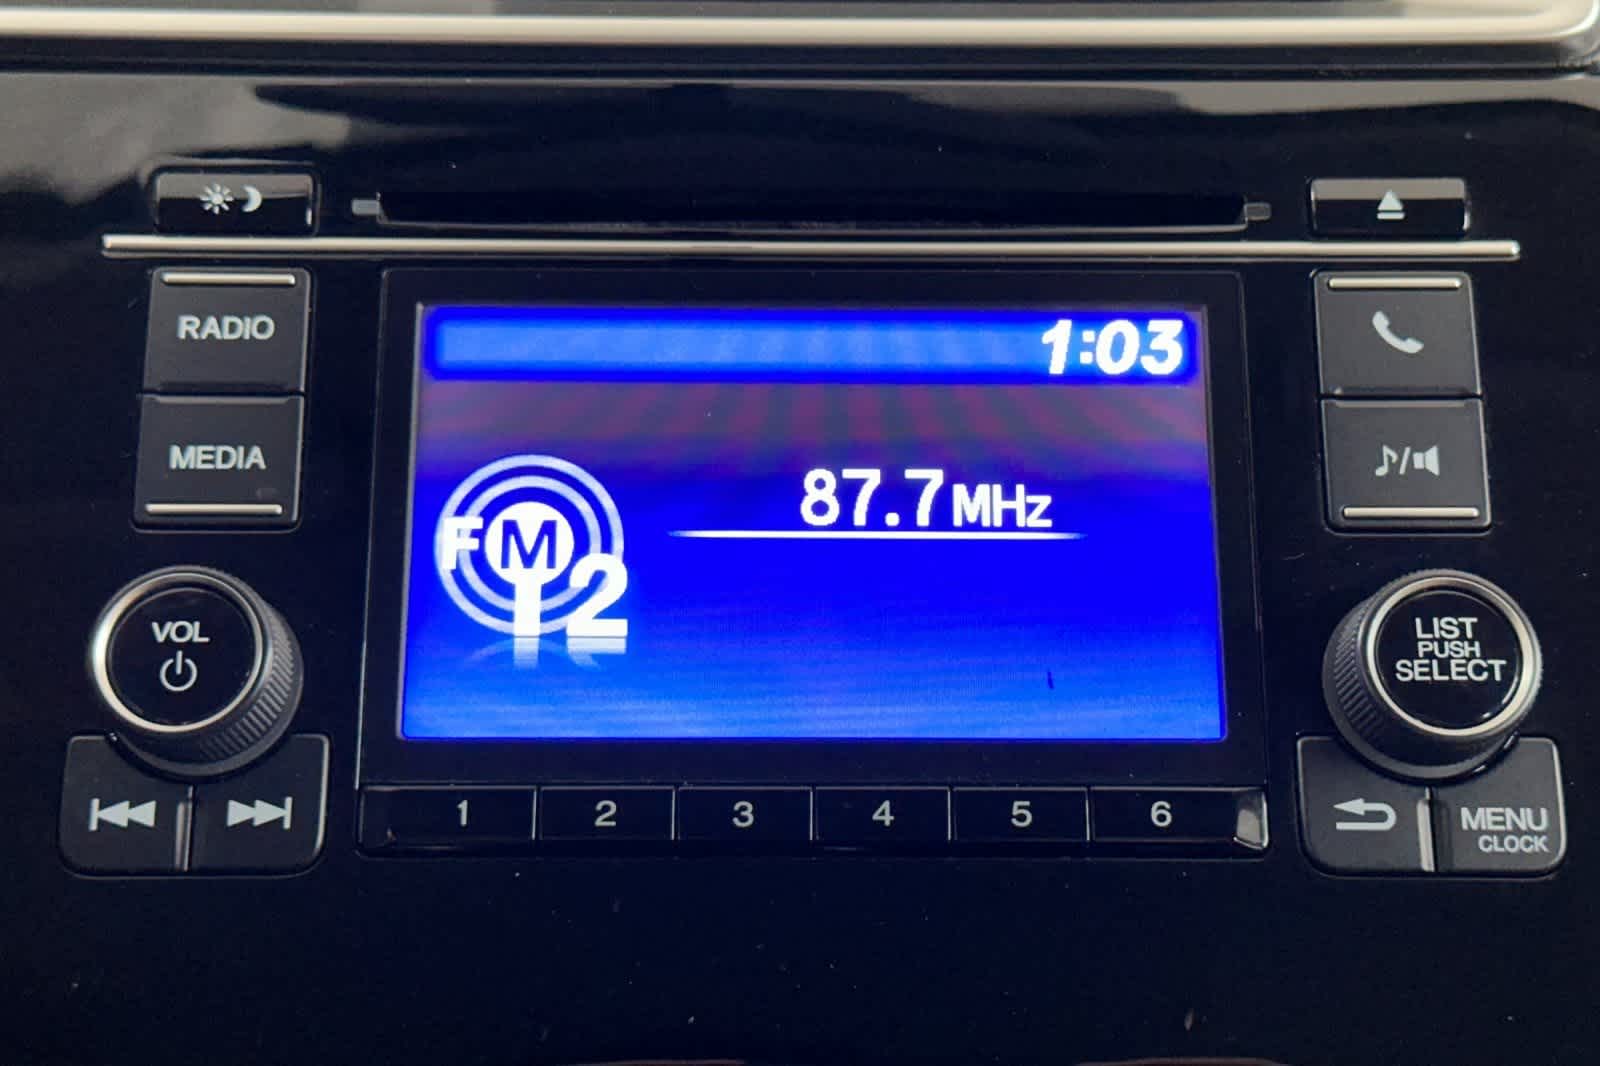 1:03
RADIO
MEDIA
87.7MHz
FM
2
VOL
LIST
PUSH
SELECT
1 2 3 4 5 6
MENU
CLOCK